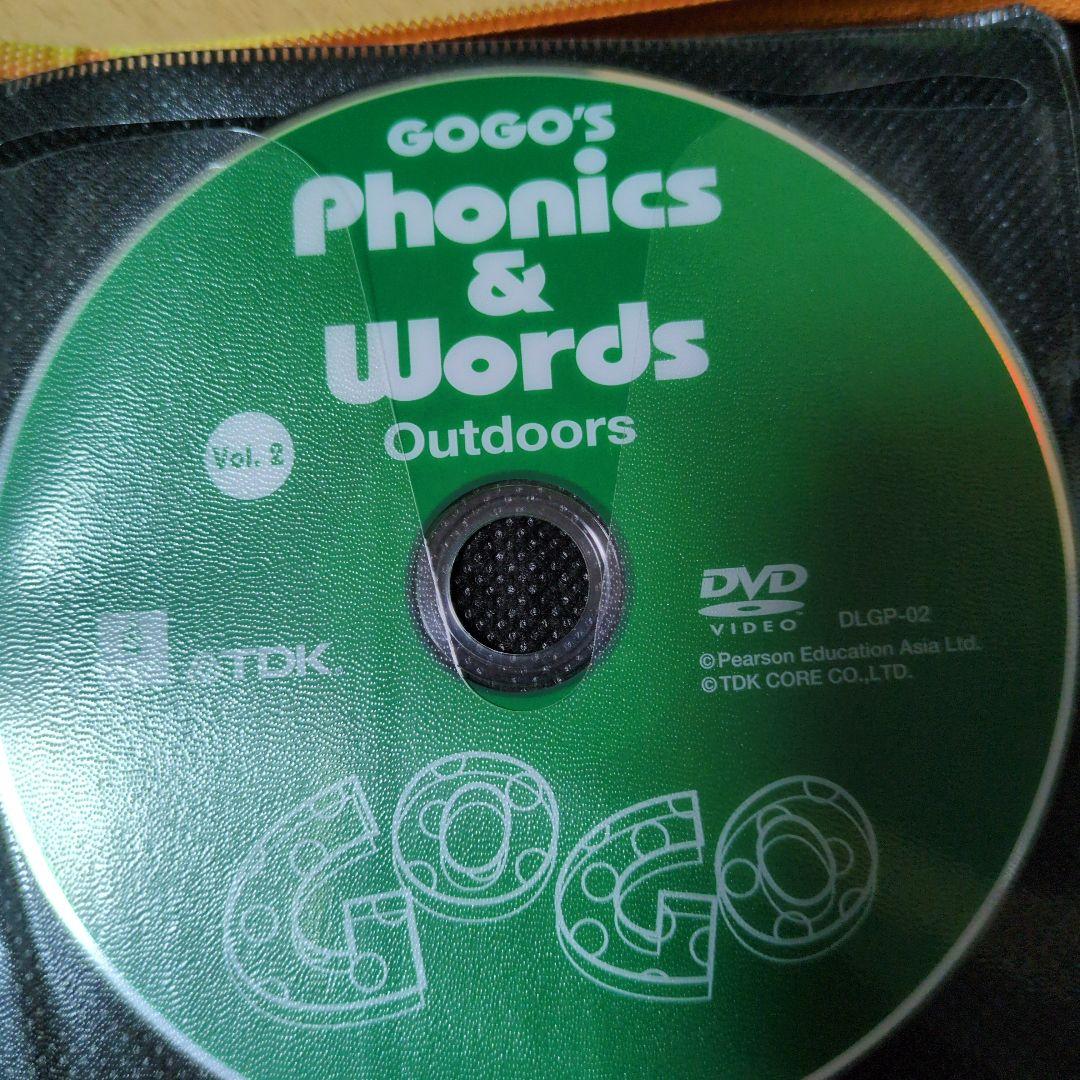 GOGO'S
Phonics
&
Words
Outdoors
Vol. 2
TDK
DVD
VIDEO
DLGP-02
©Pearson Education Asia Ltd.
©TDK CORE CO.,LTD.
GOGO